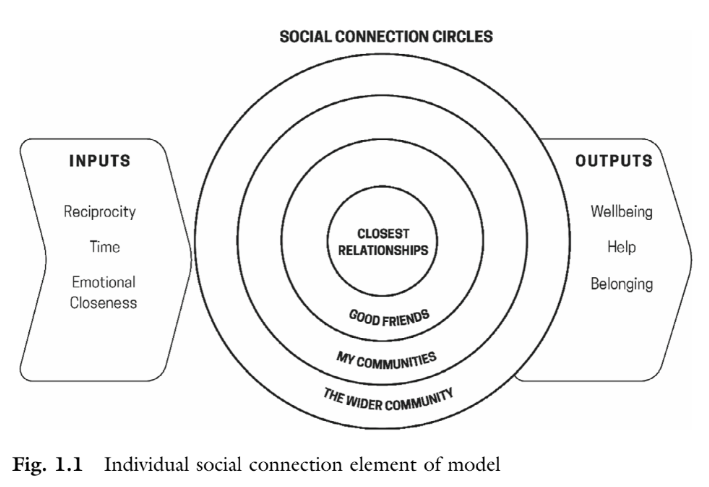 SOCIAL CONNECTION CIRCLES
INPUTS
Reciprocity
Time
Emotional
Closeness
CLOSEST
RELATIONSHIPS
GOOD FRIENDS
MY COMMUNITIES
THE WIDER COMMUNITY
OUTPUTS
Wellbeing
Help
Belonging
Fig. 1.1 Individual social connection element of model